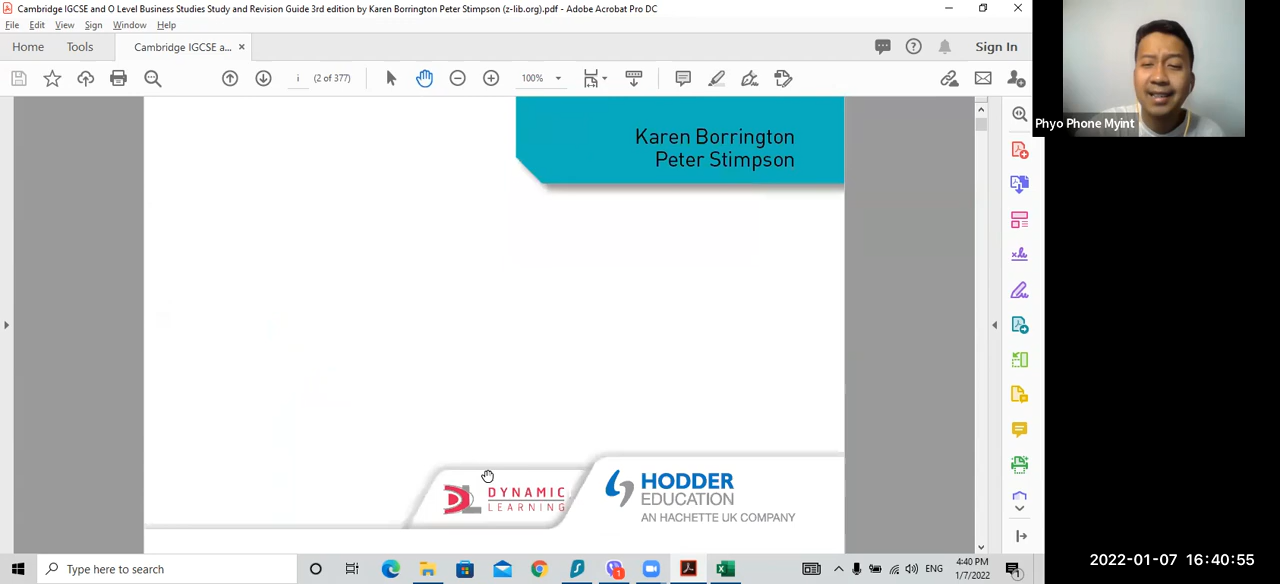 Cambridge IGCSE and O Level Business Studies Study and Revision Guide 3rd edition by Karen Borrington Peter Stimpson (z-lib.org).pdf - Adobe Acrobat Pro DC
File Edit View Sign Window Help
Home Tools Cambridge IGCSE a... × Sign In
i (2 of 377) 100%
Karen Borrington
Peter Stimpson
Phyo Phone Myint
DYNAMIC
LEARNING
HODDER
EDUCATION
AN HACHETTE UK COMPANY
Type here to search
ENG
4:40 PM
1/7/2022
1
2022-01-07 16:40:55